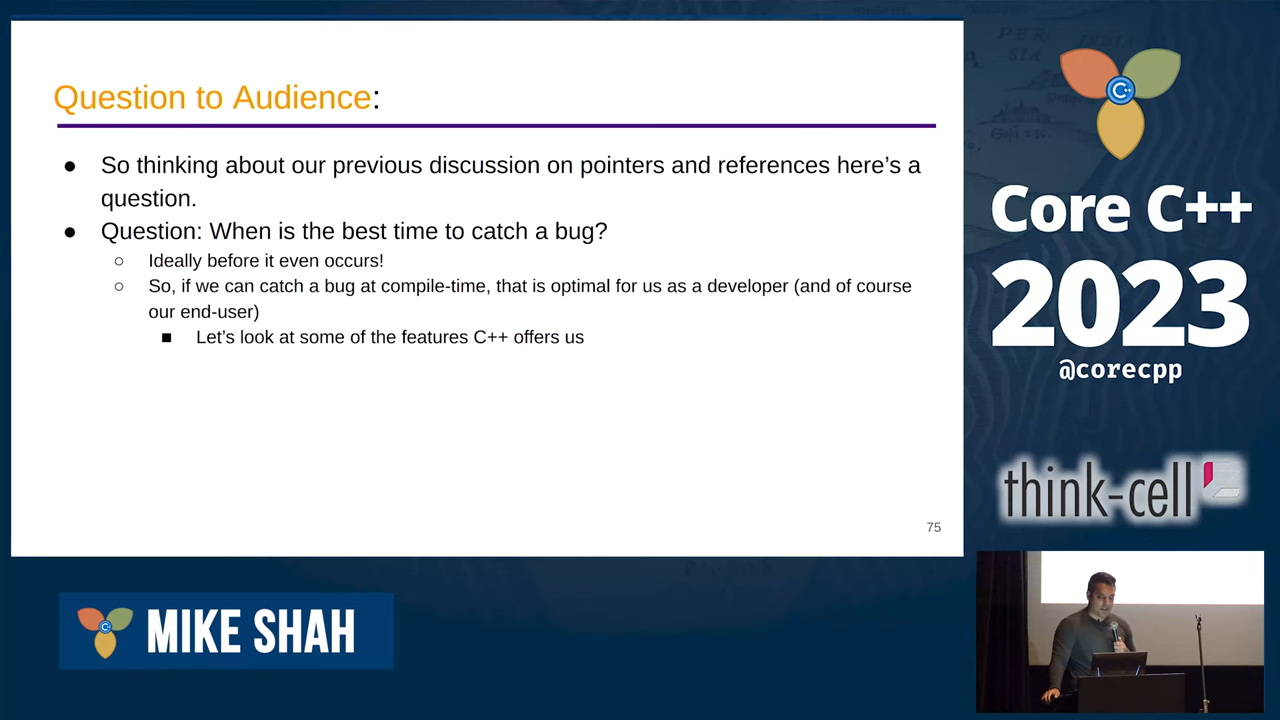 Question to Audience:
● So thinking about our previous discussion on pointers and references here’s a
question.
● Question: When is the best time to catch a bug?
○ Ideally before it even occurs!
○ So, if we can catch a bug at compile-time, that is optimal for us as a developer (and of course
our end-user)
■ Let’s look at some of the features C++ offers us
75
PERSIA
INDIA
C++
Core C++
2023
@corecpp
think-cell
C++
MIKE SHAH